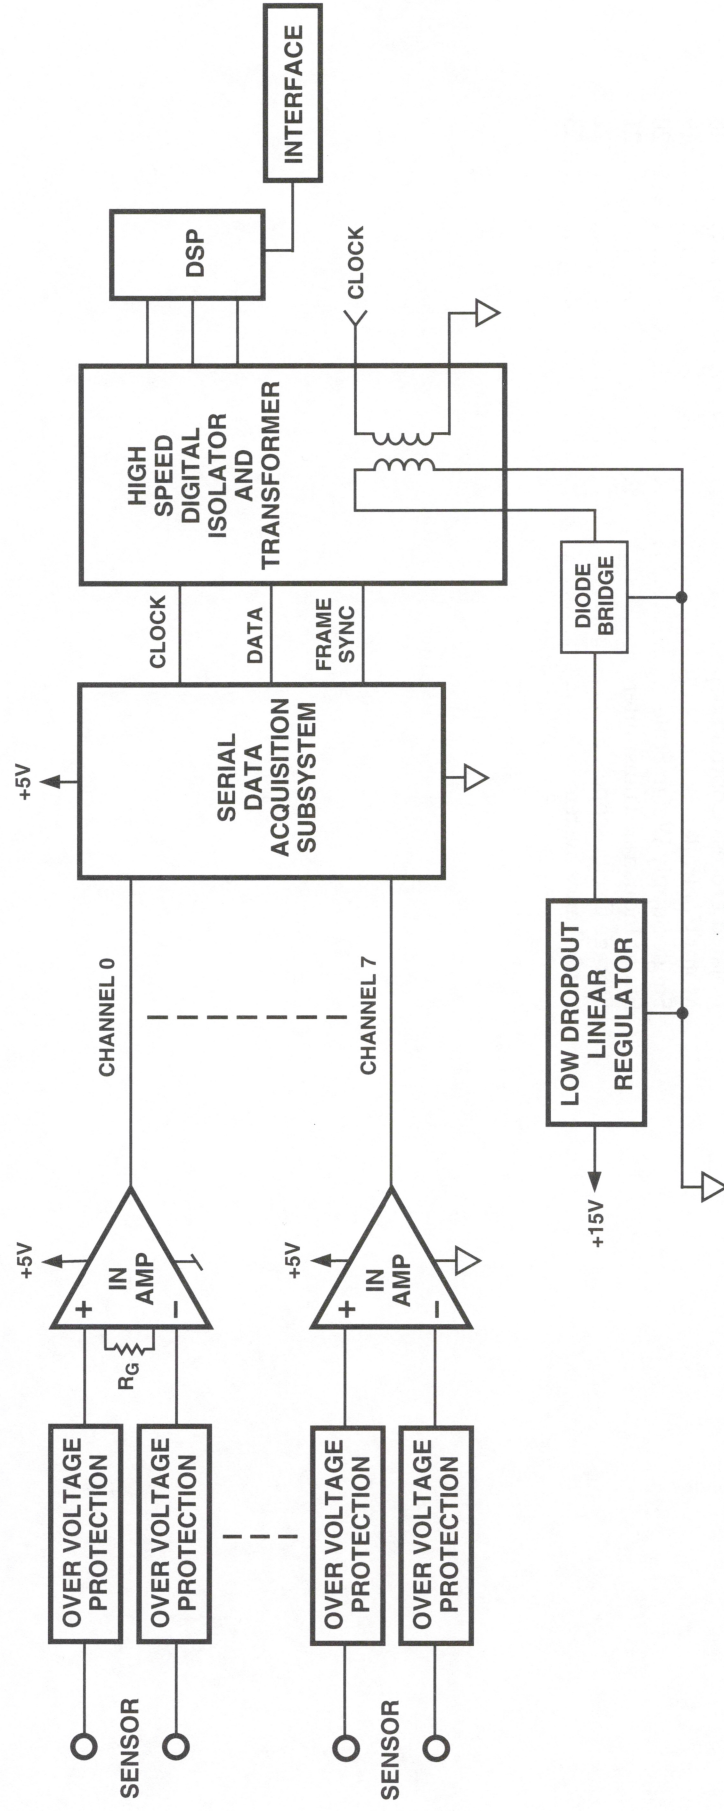 SENSOR
OVER VOLTAGE
PROTECTION
OVER VOLTAGE
PROTECTION
RG
+5V
+
IN
AMP
−
CHANNEL 0
SENSOR
OVER VOLTAGE
PROTECTION
OVER VOLTAGE
PROTECTION
+5V
+
IN
AMP
−
CHANNEL 7
+5V
SERIAL
DATA
ACQUISITION
SUBSYSTEM
CLOCK
DATA
FRAME
SYNC
HIGH
SPEED
DIGITAL
ISOLATOR
AND
TRANSFORMER
DSP
INTERFACE
CLOCK
+15V
LOW DROPOUT
LINEAR
REGULATOR
DIODE
BRIDGE